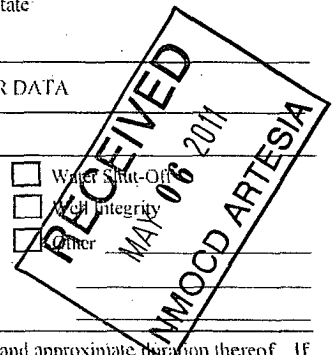 tate
R DATA
RECEIVED
MAY 06 2011
NMOCD ARTESIA
Water Shut-Off
Well Integrity
Other
and approximate duration thereof. If